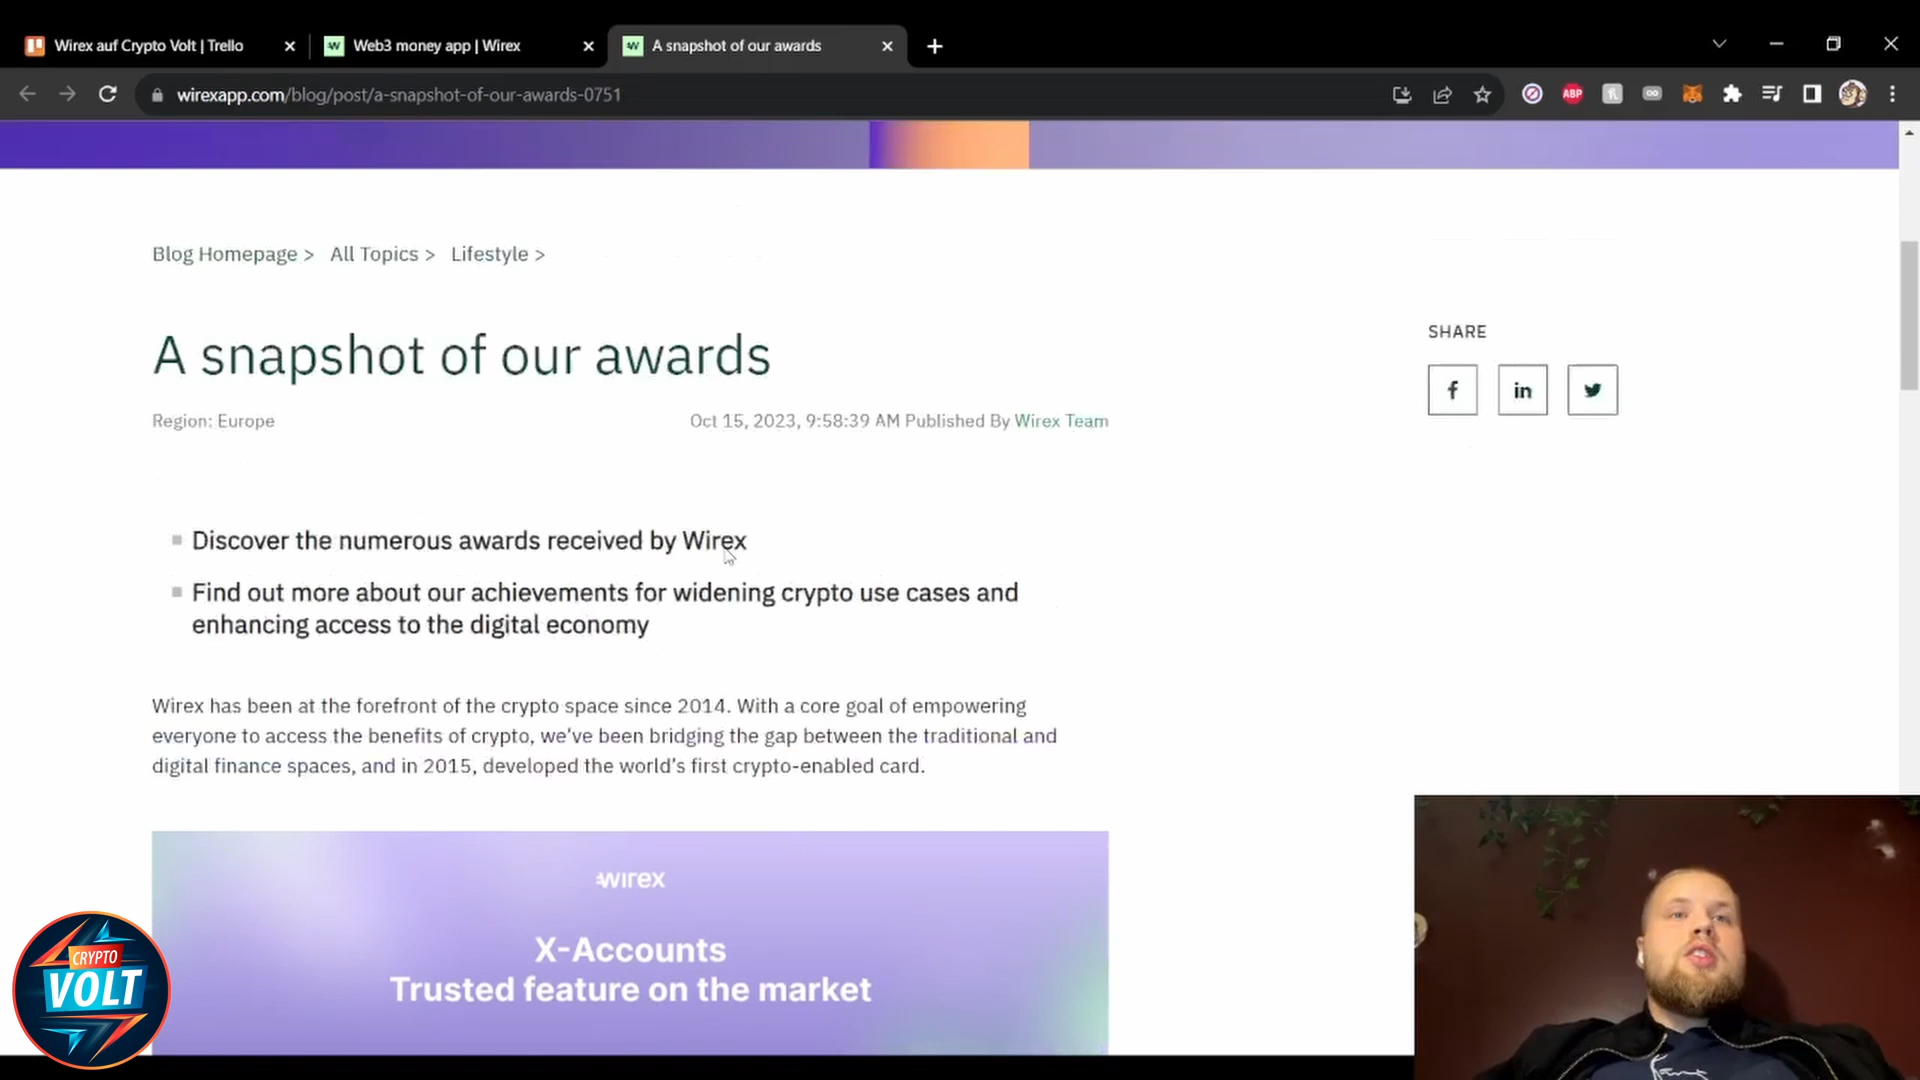 Wirex auf Crypto Volt | Trello
Web3 money app | Wirex
A snapshot of our awards
wirexapp.com/blog/post/a-snapshot-of-our-awards-0751
ABP
Blog Homepage > All Topics > Lifestyle >
A snapshot of our awards
SHARE
Region: Europe
Oct 15, 2023, 9:58:39 AM Published By Wirex Team
Discover the numerous awards received by Wirex
Find out more about our achievements for widening crypto use cases and
enhancing access to the digital economy
Wirex has been at the forefront of the crypto space since 2014. With a core goal of empowering
everyone to access the benefits of crypto, we've been bridging the gap between the traditional and
digital finance spaces, and in 2015, developed the world's first crypto-enabled card.
wirex
X-Accounts
Trusted feature on the market
CRYPTO
VOLT